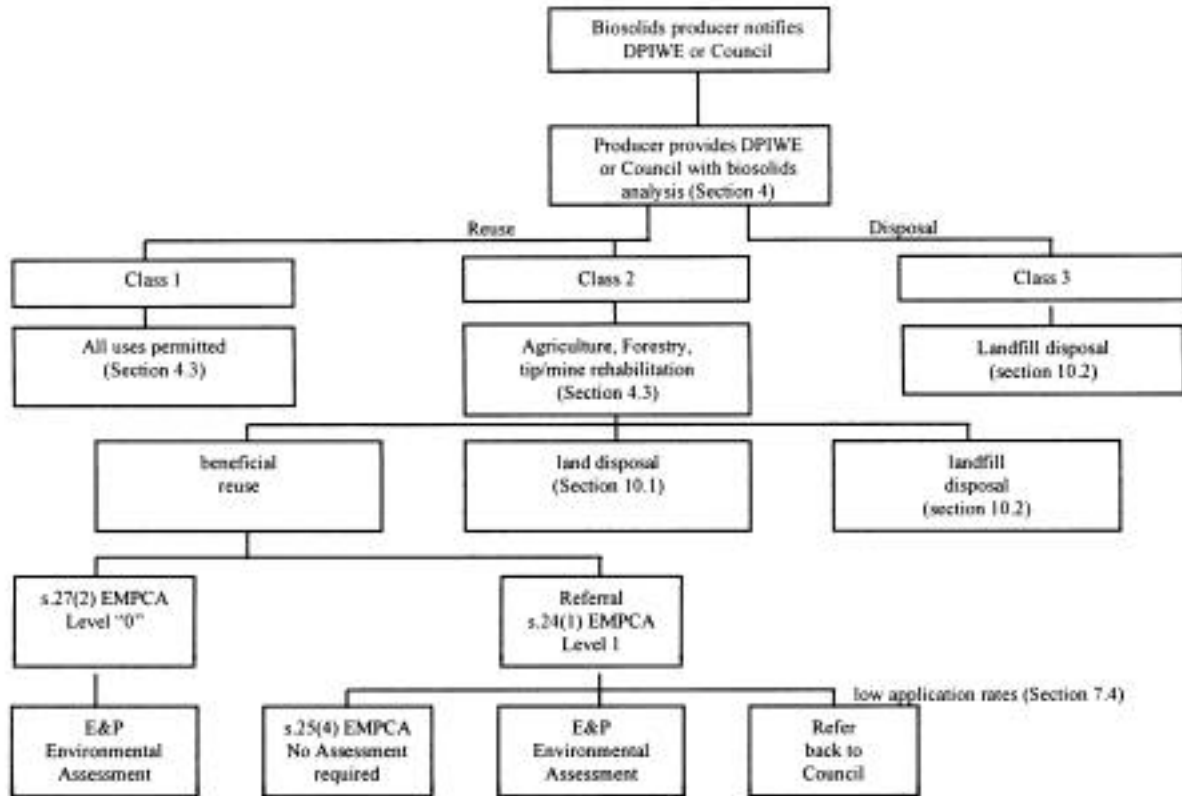 Biosolids producer notifies
DPIWE or Council
Producer provides DPIWE
or Council with biosolids
analysis (Section 4)
Reuse
Disposal
Class 1
Class 2
Class 3
All uses permitted
(Section 4.3)
Agriculture, Forestry,
tip/mine rehabilitation
(Section 4.3)
Landfill disposal
(section 10.2)
beneficial
reuse
land disposal
(Section 10.1)
landfill
disposal
(section 10.2)
s.27(2) EMPCA
Level "0"
Referral
s.24(1) EMPCA
Level 1
low application rates (Section 7.4)
E&P
Environmental
Assessment
s.25(4) EMPCA
No Assessment
required
E&P
Environmental
Assessment
Refer
back to
Council